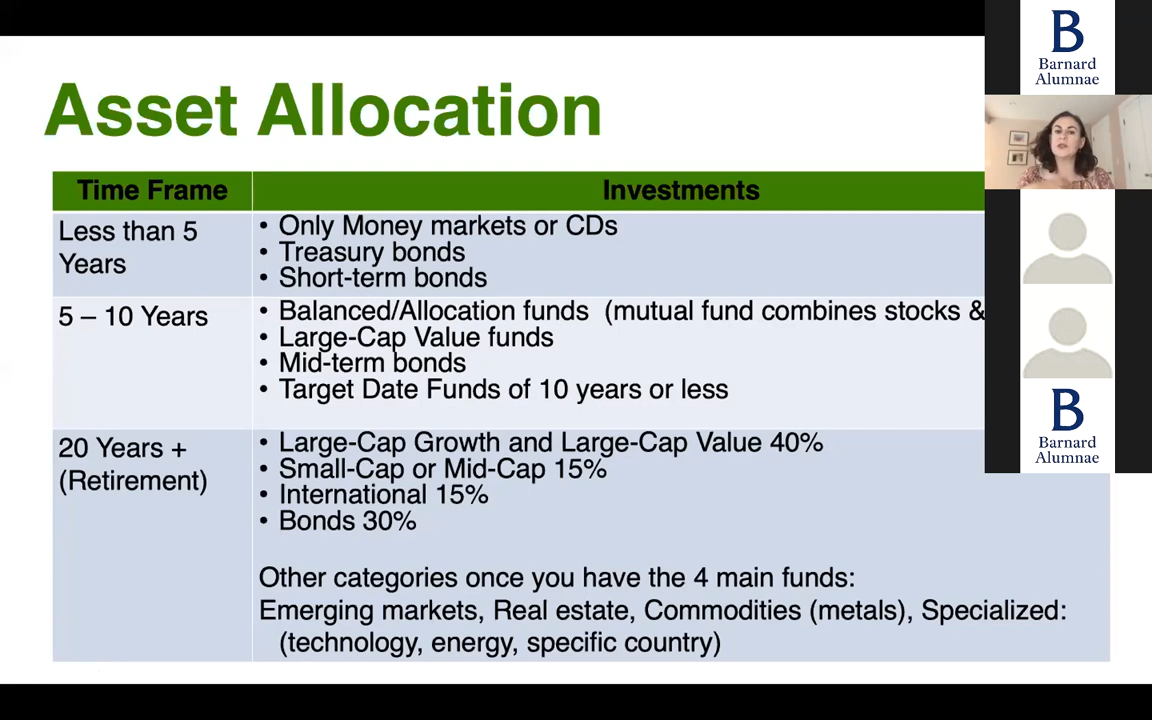 Asset Allocation
Time Frame
Investments
Less than 5
Years
• Only Money markets or CDs
• Treasury bonds
• Short-term bonds
5 – 10 Years
• Balanced/Allocation funds  (mutual fund combines stocks &
• Large-Cap Value funds
• Mid-term bonds
• Target Date Funds of 10 years or less
20 Years +
(Retirement)
• Large-Cap Growth and Large-Cap Value 40%
• Small-Cap or Mid-Cap 15%
• International 15%
• Bonds 30%
Other categories once you have the 4 main funds:
Emerging markets, Real estate, Commodities (metals), Specialized:
(technology, energy, specific country)
B
Barnard
Alumnae
B
Barnard
Alumnae